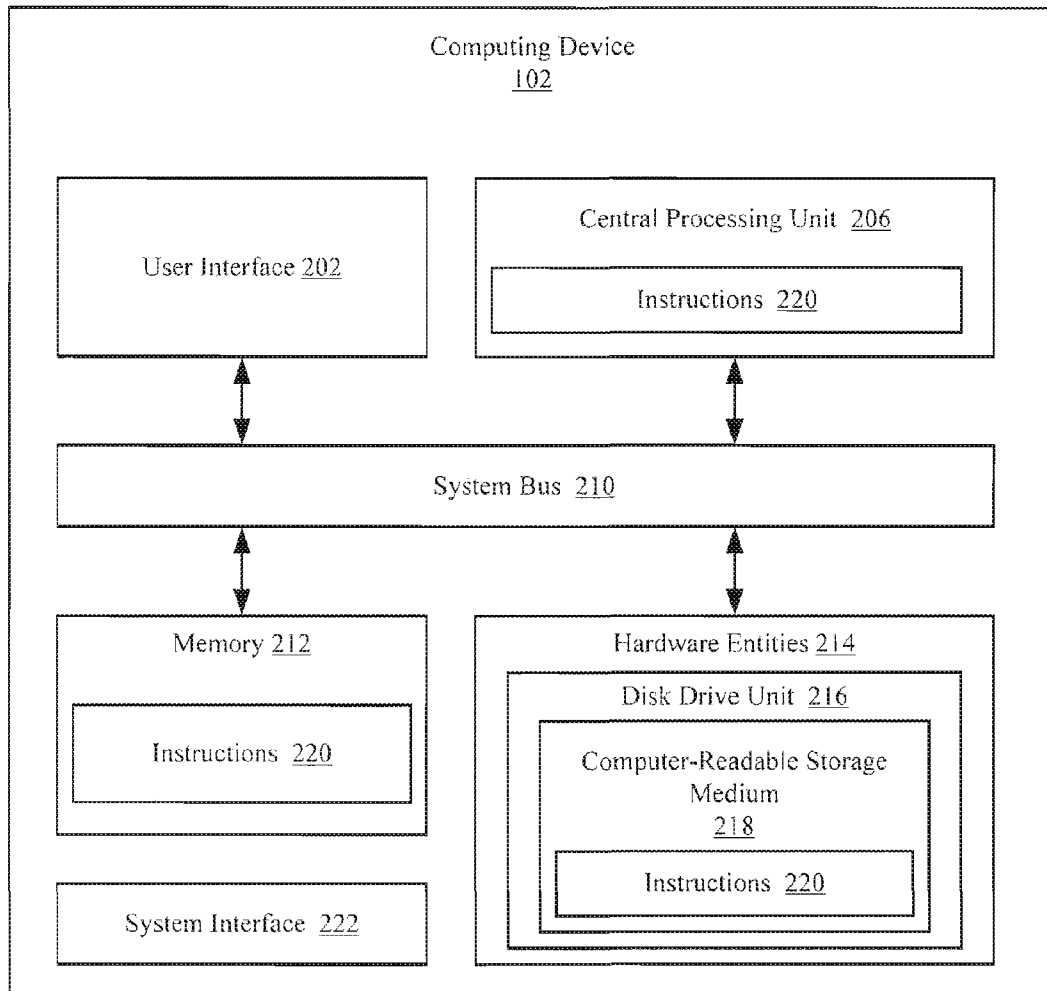 Computing Device
102
User Interface 202
Central Processing Unit 206
Instructions 220
System Bus 210
Memory 212
Instructions 220
Hardware Entities 214
Disk Drive Unit 216
Computer-Readable Storage
Medium
218
Instructions 220
System Interface 222